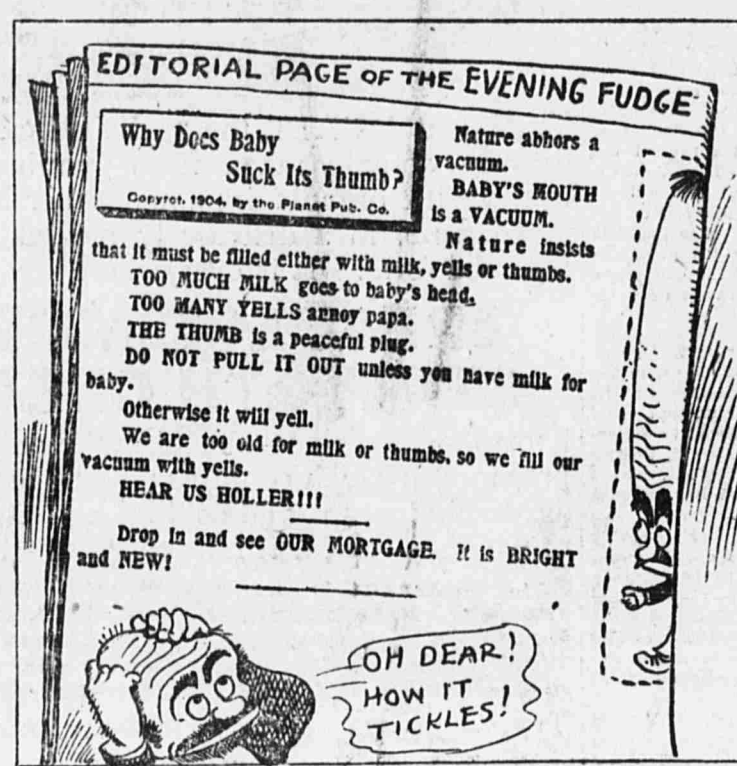 EDITORIAL PAGE OF THE EVENING FUDGE
Why Does Baby
Suck Its Thumb?
Copyrgt, 1904, by the Planet Pub. Co.
Nature abhors a
vacuum.
BABY'S MOUTH
is a VACUUM.
Nature insists
that it must be filled either with milk, yells or thumbs.
TOO MUCH MILK goes to baby's head.
TOO MANY YELLS annoy papa.
THE THUMB is a peaceful plug.
DO NOT PULL IT OUT unless you have milk for
baby.
Otherwise it will yell.
We are too old for milk or thumbs, so we fill our
vacuum with yells.
HEAR US HOLLER!!!
Drop in and see OUR MORTGAGE. It is BRIGHT
and NEW!
OH DEAR!
HOW IT
TICKLES!